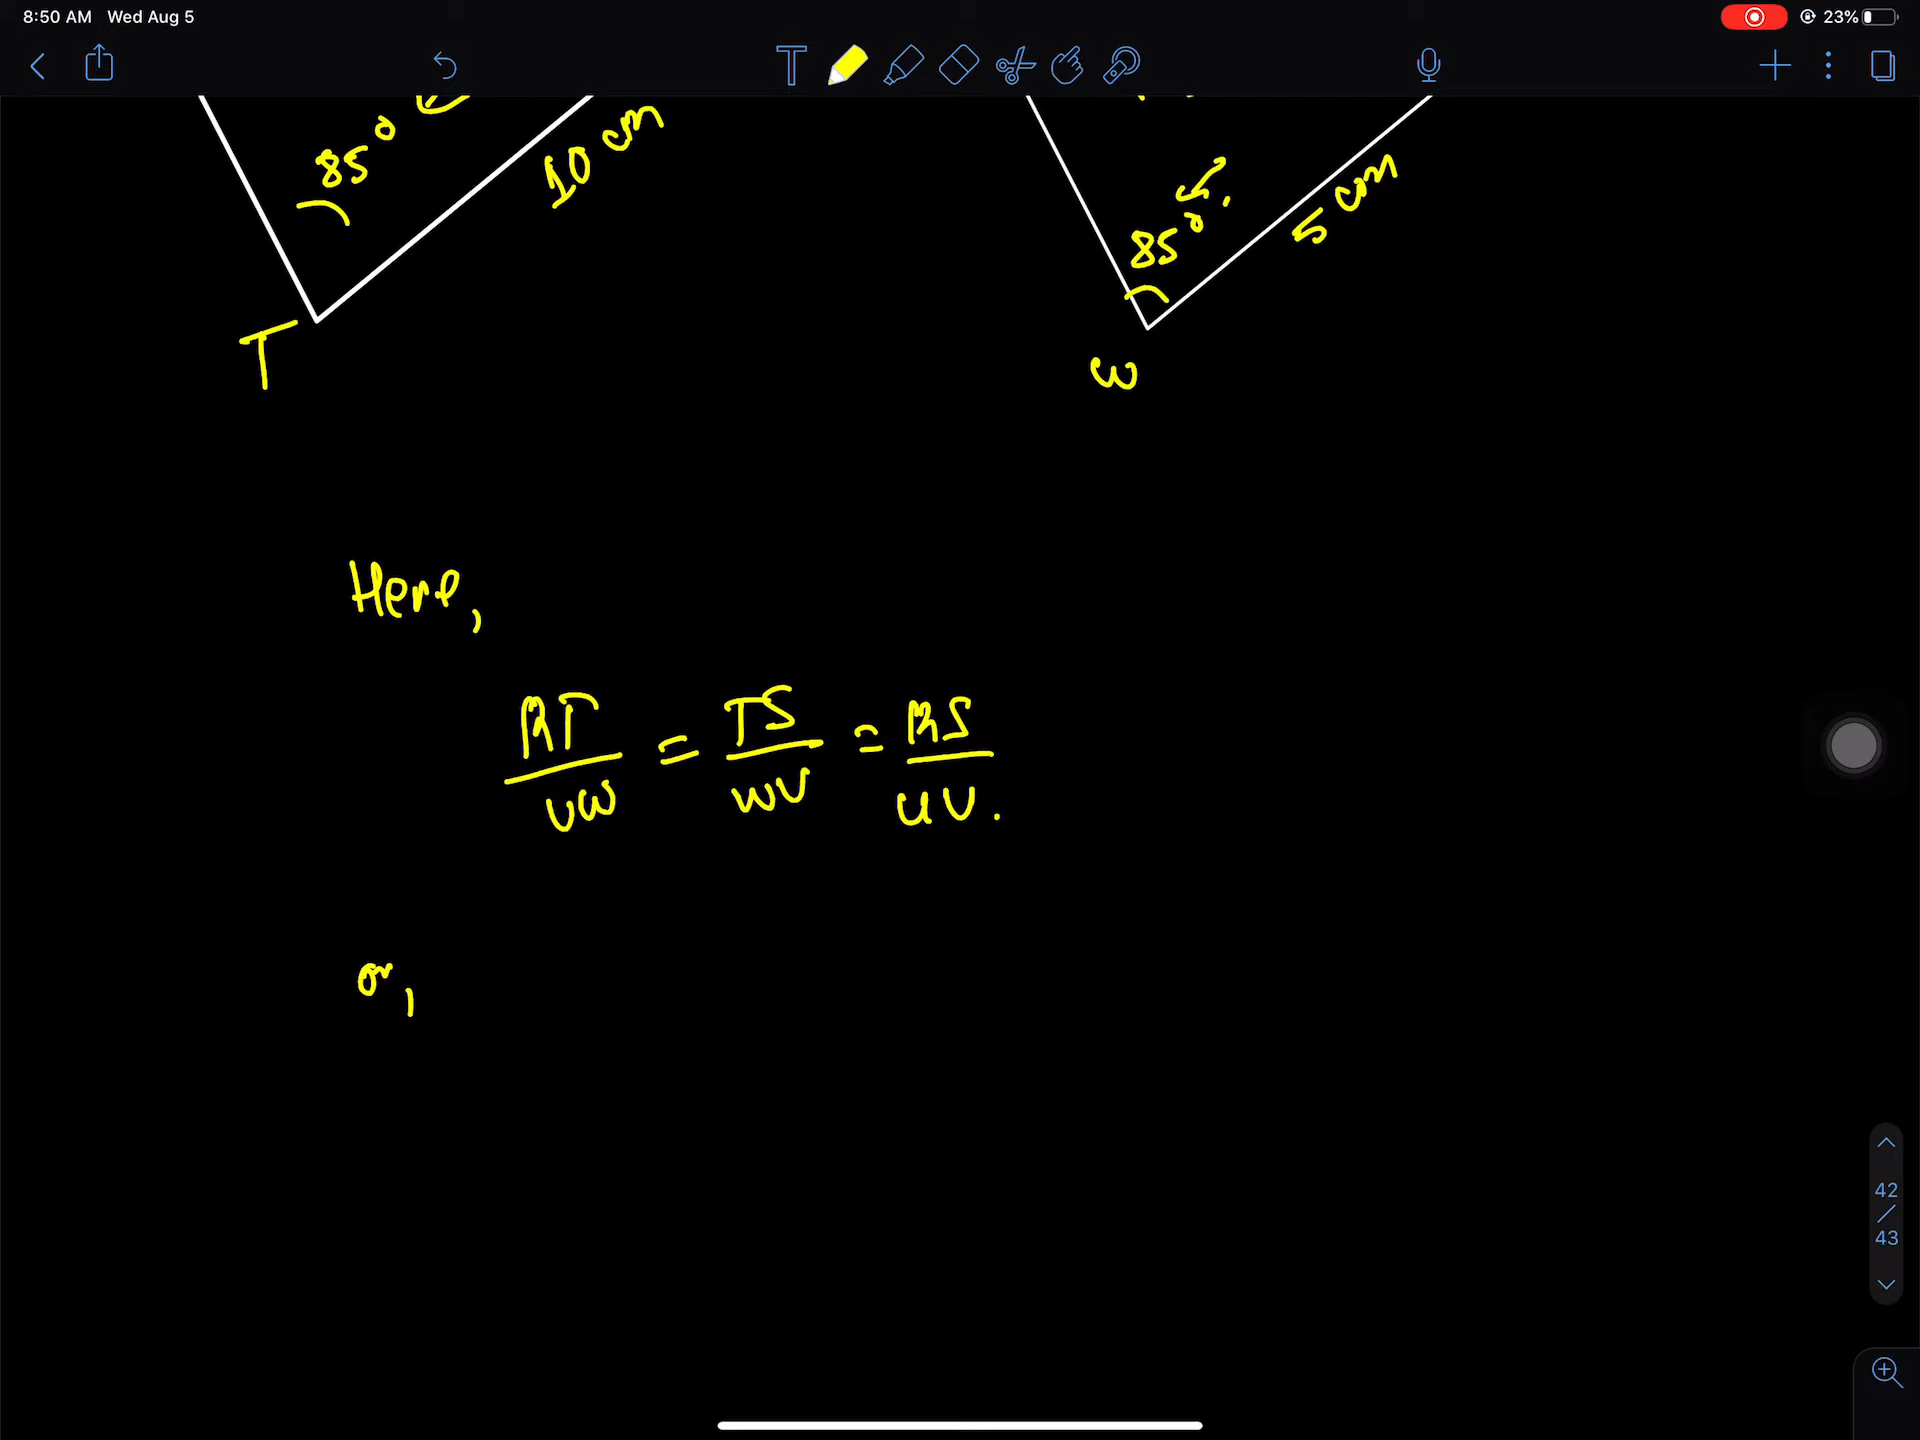 8:50 AM Wed Aug 5 23%
85° 10 cm
85° 5 cm
T
W
Here,
RT/UW = TS/WV = RS/UV.
or,
42
/
43